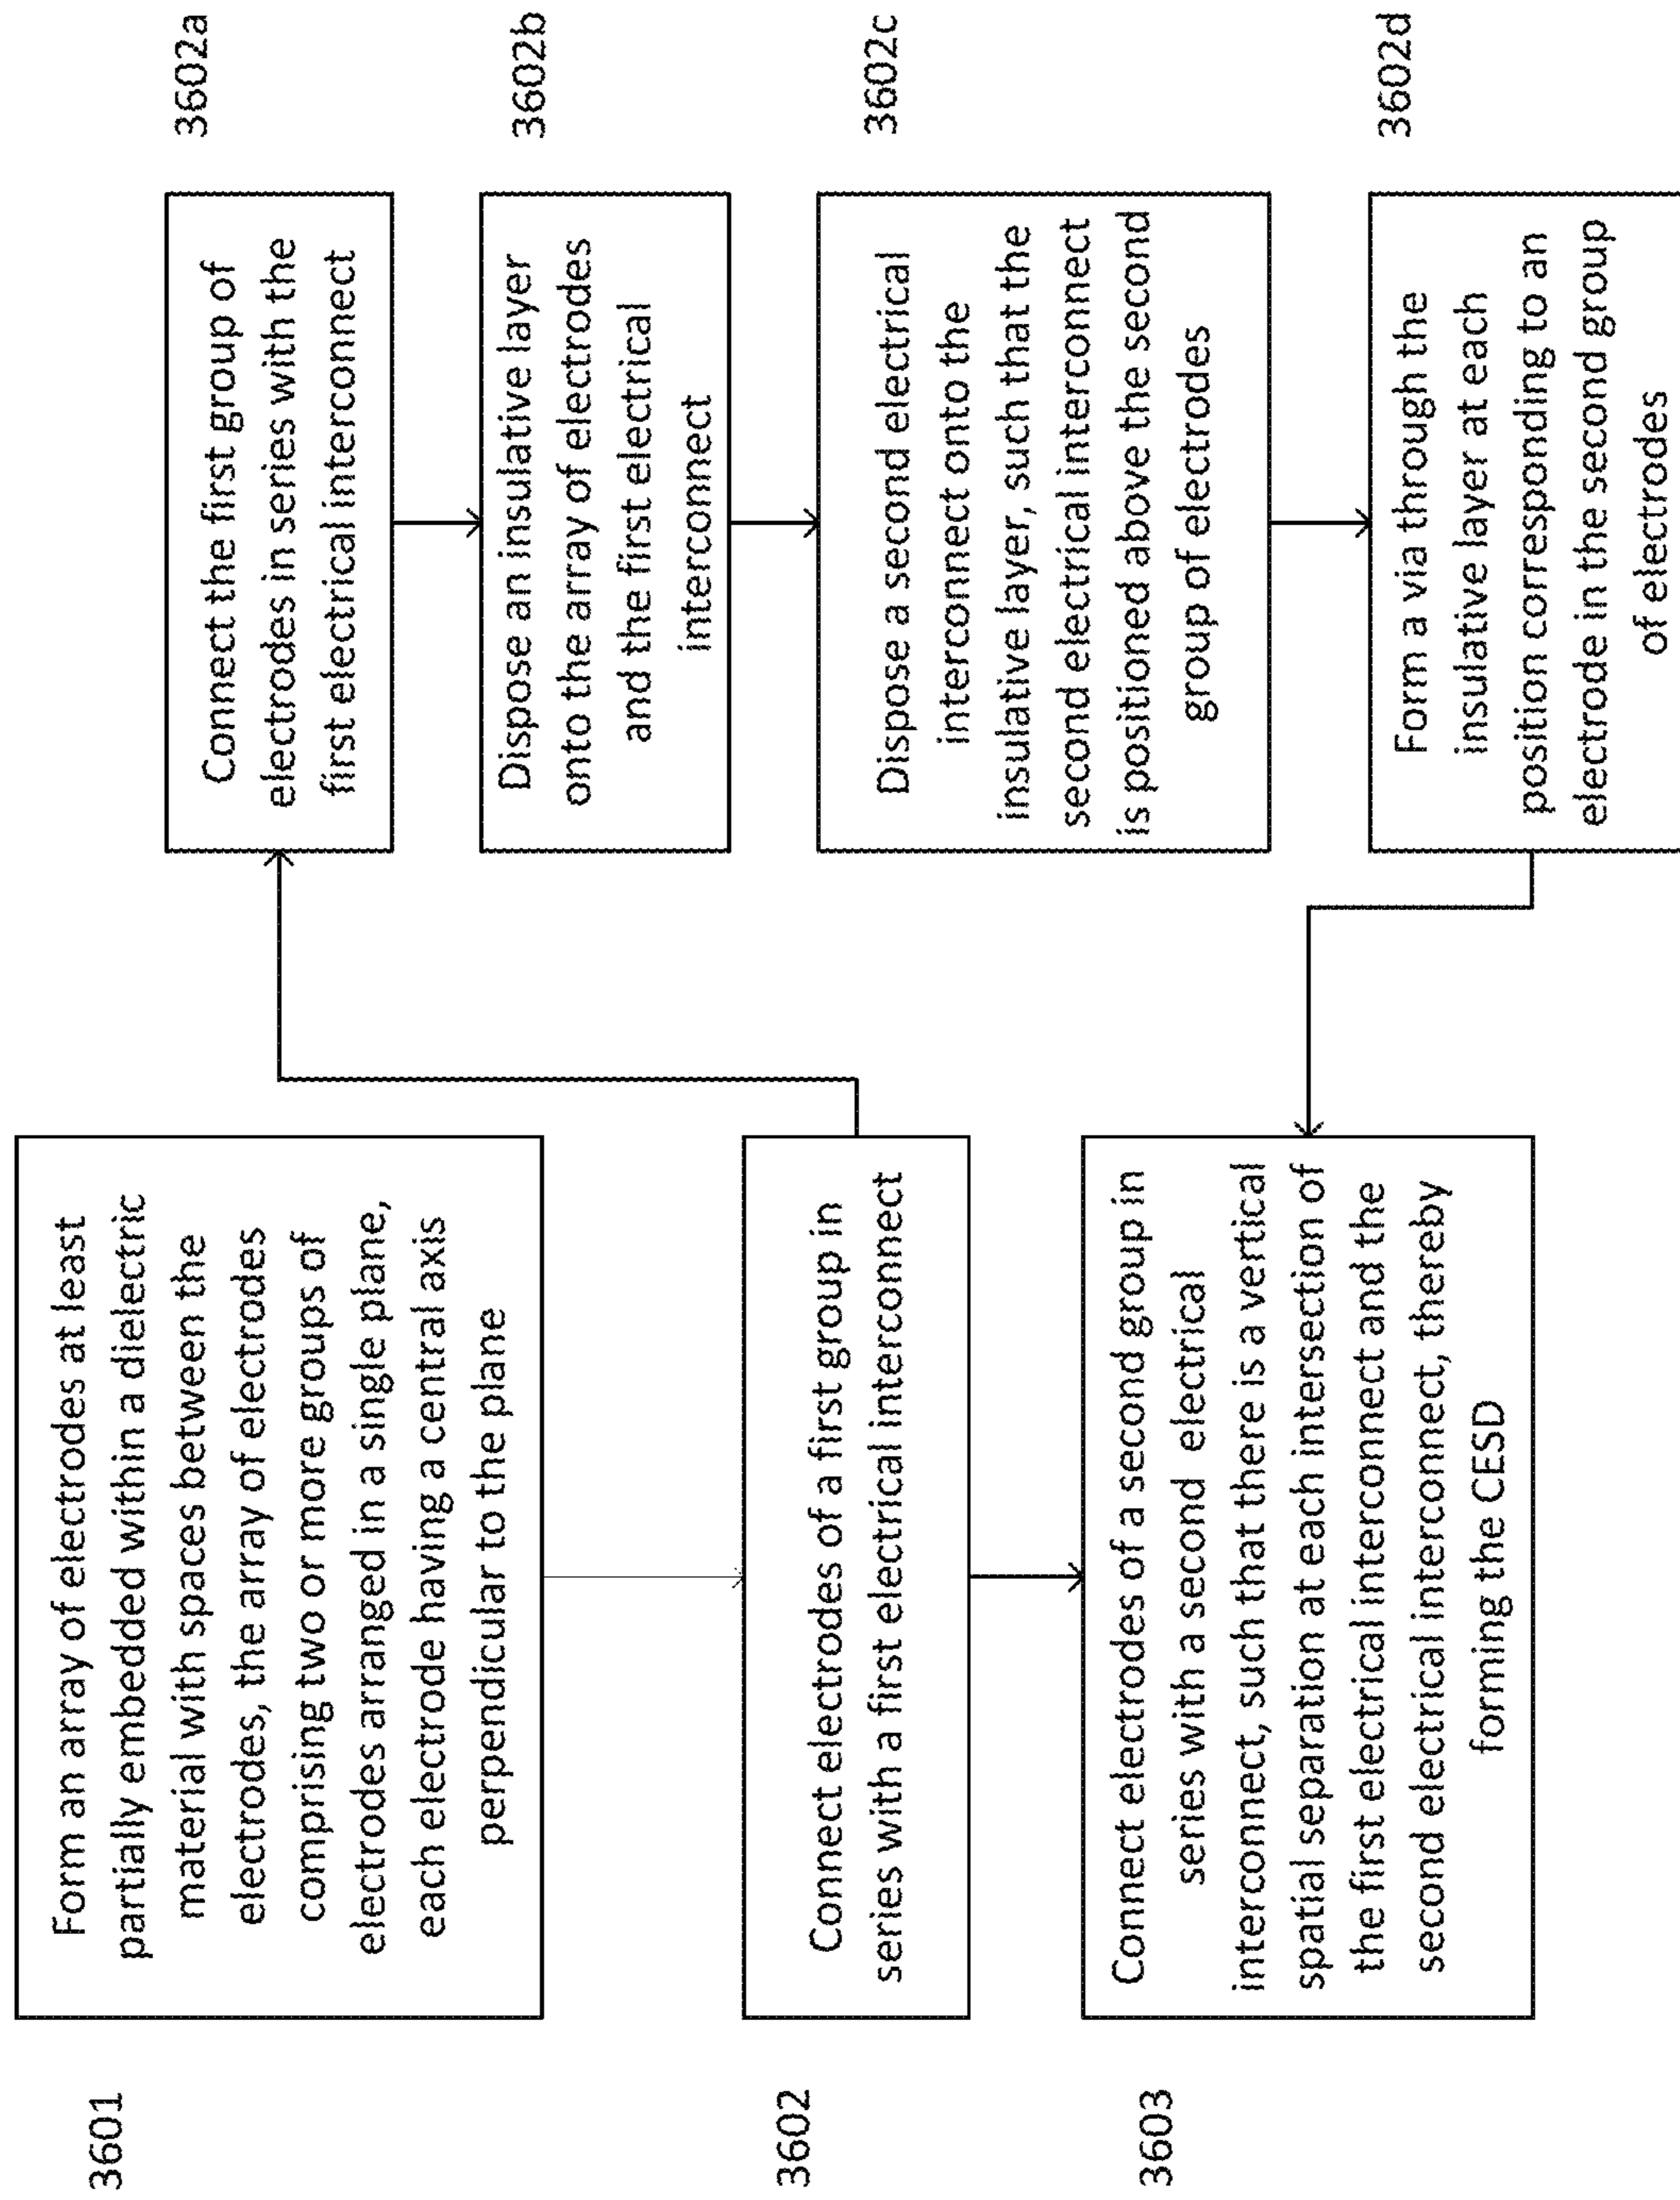 3601
Form an array of electrodes at least
partially embedded within a dielectric
material with spaces between the
electrodes, the array of electrodes
comprising two or more groups of
electrodes arranged in a single plane,
each electrode having a central axis
perpendicular to the plane
3602
Connect electrodes of a first group in
series with a first electrical interconnect
3603
Connect electrodes of a second group in
series with a second electrical
interconnect, such that there is a vertical
spatial separation at each intersection of
the first electrical interconnect and the
second electrical interconnect, thereby
forming the CESD
3602a
Connect the first group of
electrodes in series with the
first electrical interconnect
3602b
Dispose an insulative layer
onto the array of electrodes
and the first electrical
interconnect
3602c
Dispose a second electrical
interconnect onto the
insulative layer, such that the
second electrical interconnect
is positioned above the second
group of electrodes
3602d
Form a via through the
insulative layer at each
position corresponding to an
electrode in the second group
of electrodes